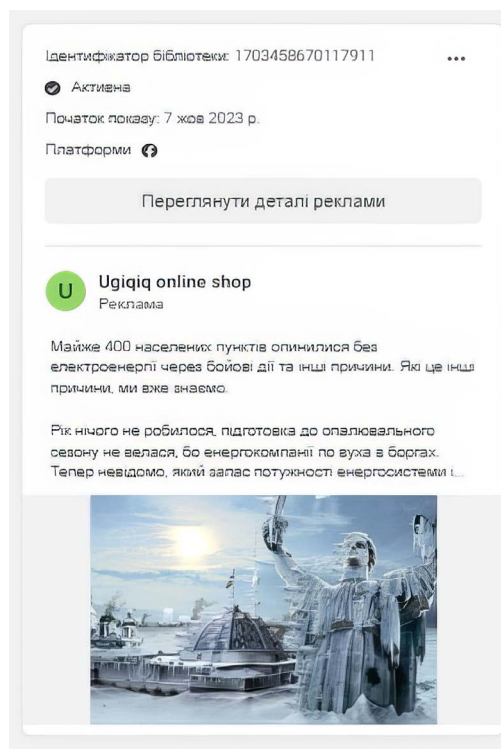 Ідентифікатор бібліотеки: 1703458670117911
Активна
Початок показу: 7 жов 2023 р.
Платформи
Переглянути деталі реклами
U
Ugiqiq online shop
Реклама
Майже 400 населених пунктів опинилися без
електроенергії через бойові дії та інші причини. Які це інші
причини, ми вже знаємо.
Рік нічого не робилося, підготовка до опалювального
сезону не велася, бо енергокомпанії по вуха в боргах.
Тепер невідомо, який запас потужності енергосистеми і...